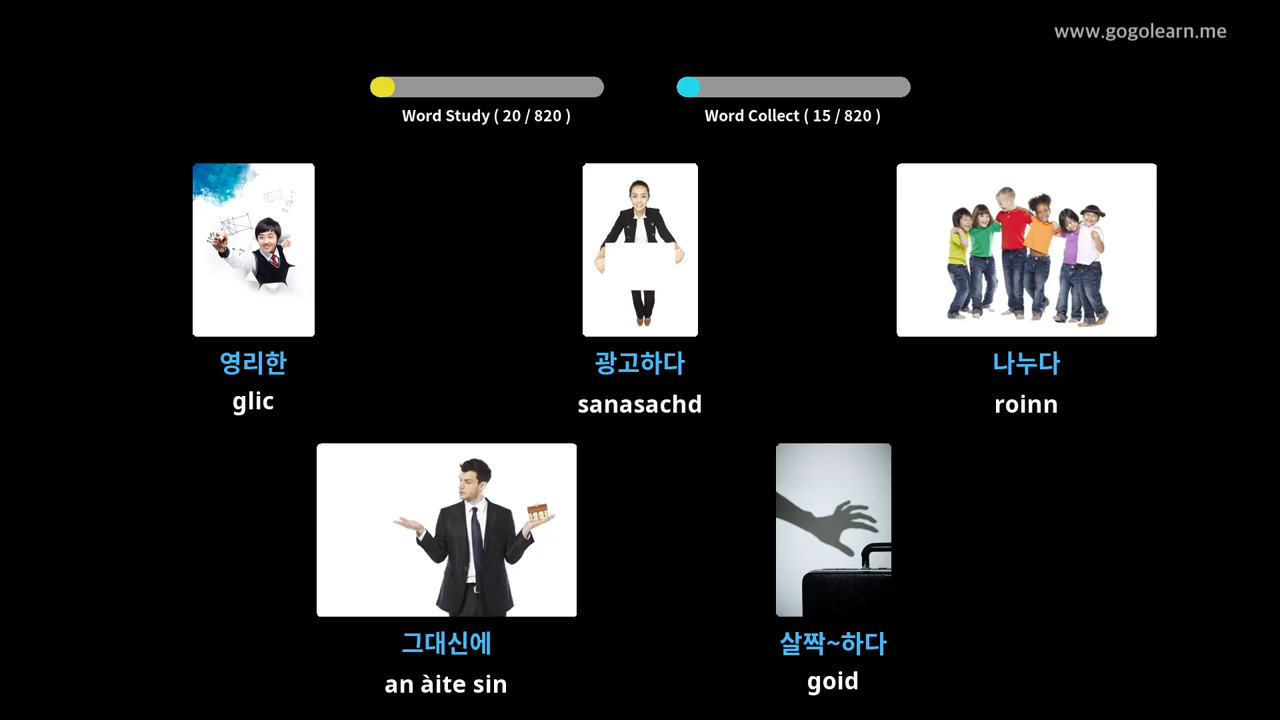 www.gogolearn.me
Word Study ( 20 / 820 )
Word Collect ( 15 / 820 )
영리한
glic
광고하다
sanasachd
나누다
roinn
그대신에
an àite sin
살짝~하다
goid